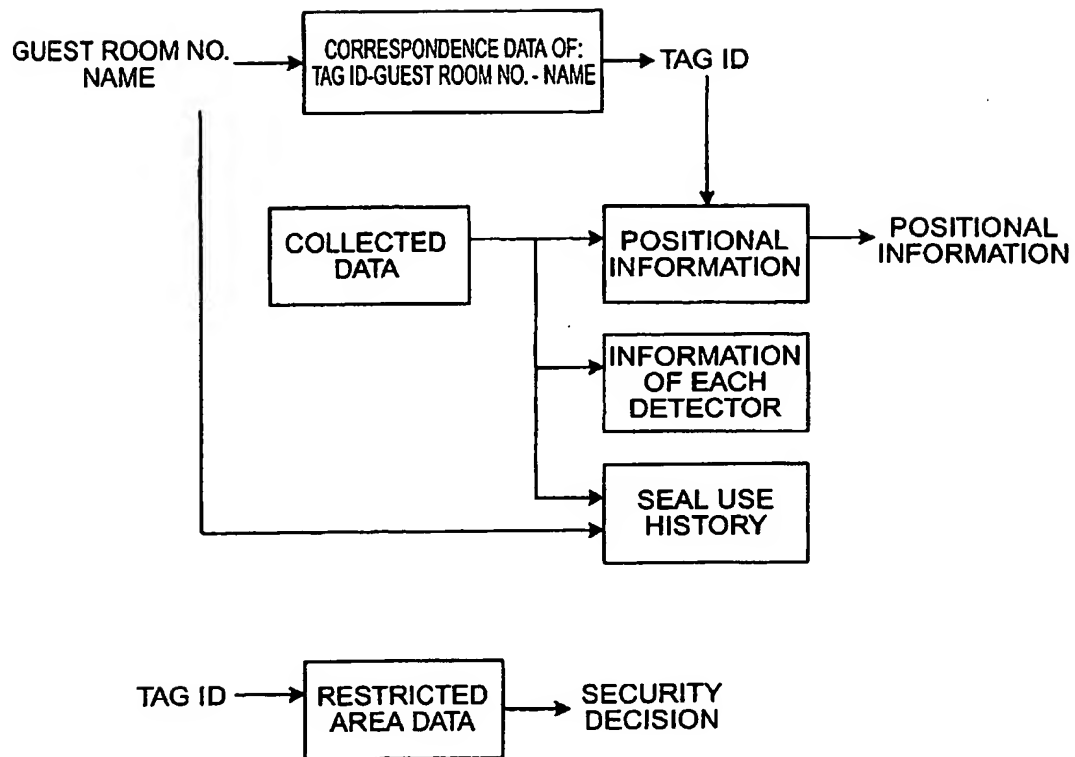 GUEST ROOM NO.
NAME
CORRESPONDENCE DATA OF:
TAG ID-GUEST ROOM NO. - NAME
TAG ID
COLLECTED
DATA
POSITIONAL
INFORMATION
POSITIONAL
INFORMATION
INFORMATION
OF EACH
DETECTOR
SEAL USE
HISTORY
TAG ID
RESTRICTED
AREA DATA
SECURITY
DECISION